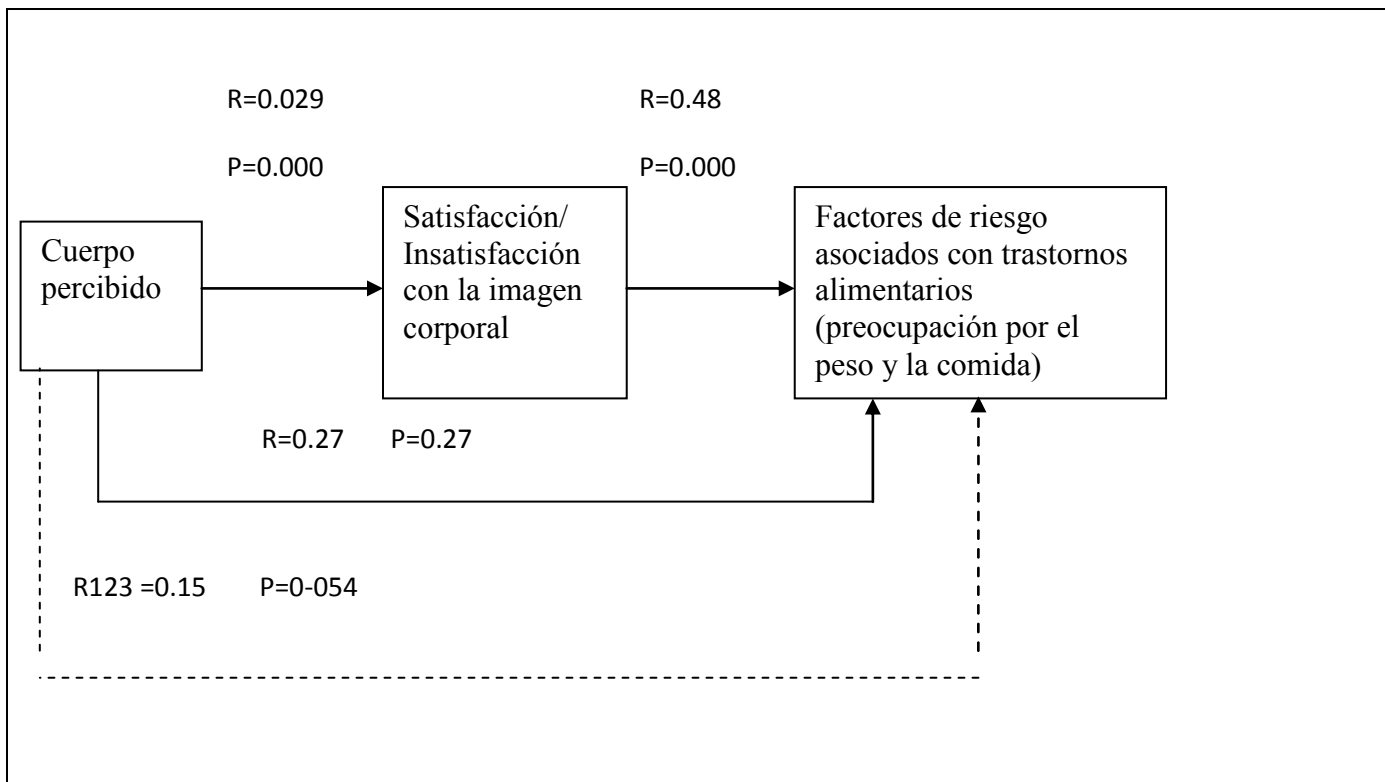 R=0.029
P=0.000
R=0.48
P=0.000
Cuerpo
percibido
Satisfacción/
Insatisfacción
con la imagen
corporal
Factores de riesgo
asociados con trastornos
alimentarios
(preocupación por el
peso y la comida)
R=0.27 P=0.27
R123 =0.15 P=0-054